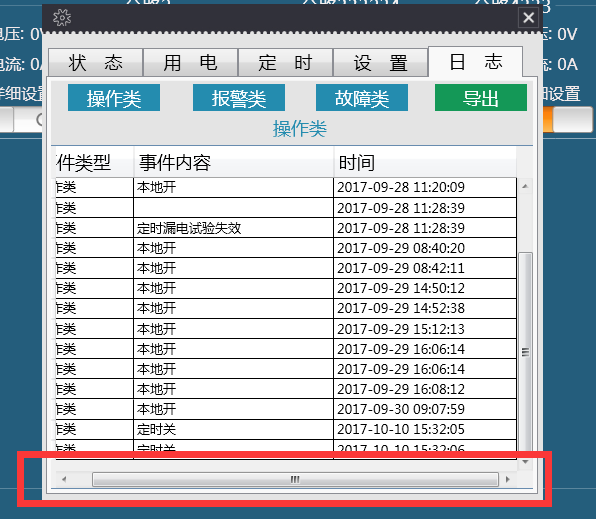 电压: 0V
压: 0V
电流: 0A
流: 0A
详细设置
细设置
状 态
用 电
定 时
设 置
日 志
操作类
报警类
故障类
导出
操作类
件类型 事件内容 时间
作类 本地开 2017-09-28 11:20:09
作类 2017-09-28 11:28:39
作类 定时漏电试验失效 2017-09-28 11:28:39
作类 本地开 2017-09-29 08:40:20
作类 本地开 2017-09-29 08:42:11
作类 本地开 2017-09-29 14:50:12
作类 本地开 2017-09-29 14:52:38
作类 本地开 2017-09-29 15:12:13
作类 本地开 2017-09-29 16:06:14
作类 本地开 2017-09-29 16:06:14
作类 本地开 2017-09-29 16:08:12
作类 本地开 2017-09-30 09:07:59
作类 定时关 2017-10-10 15:32:05
作类 定时关 2017-10-10 15:32:06